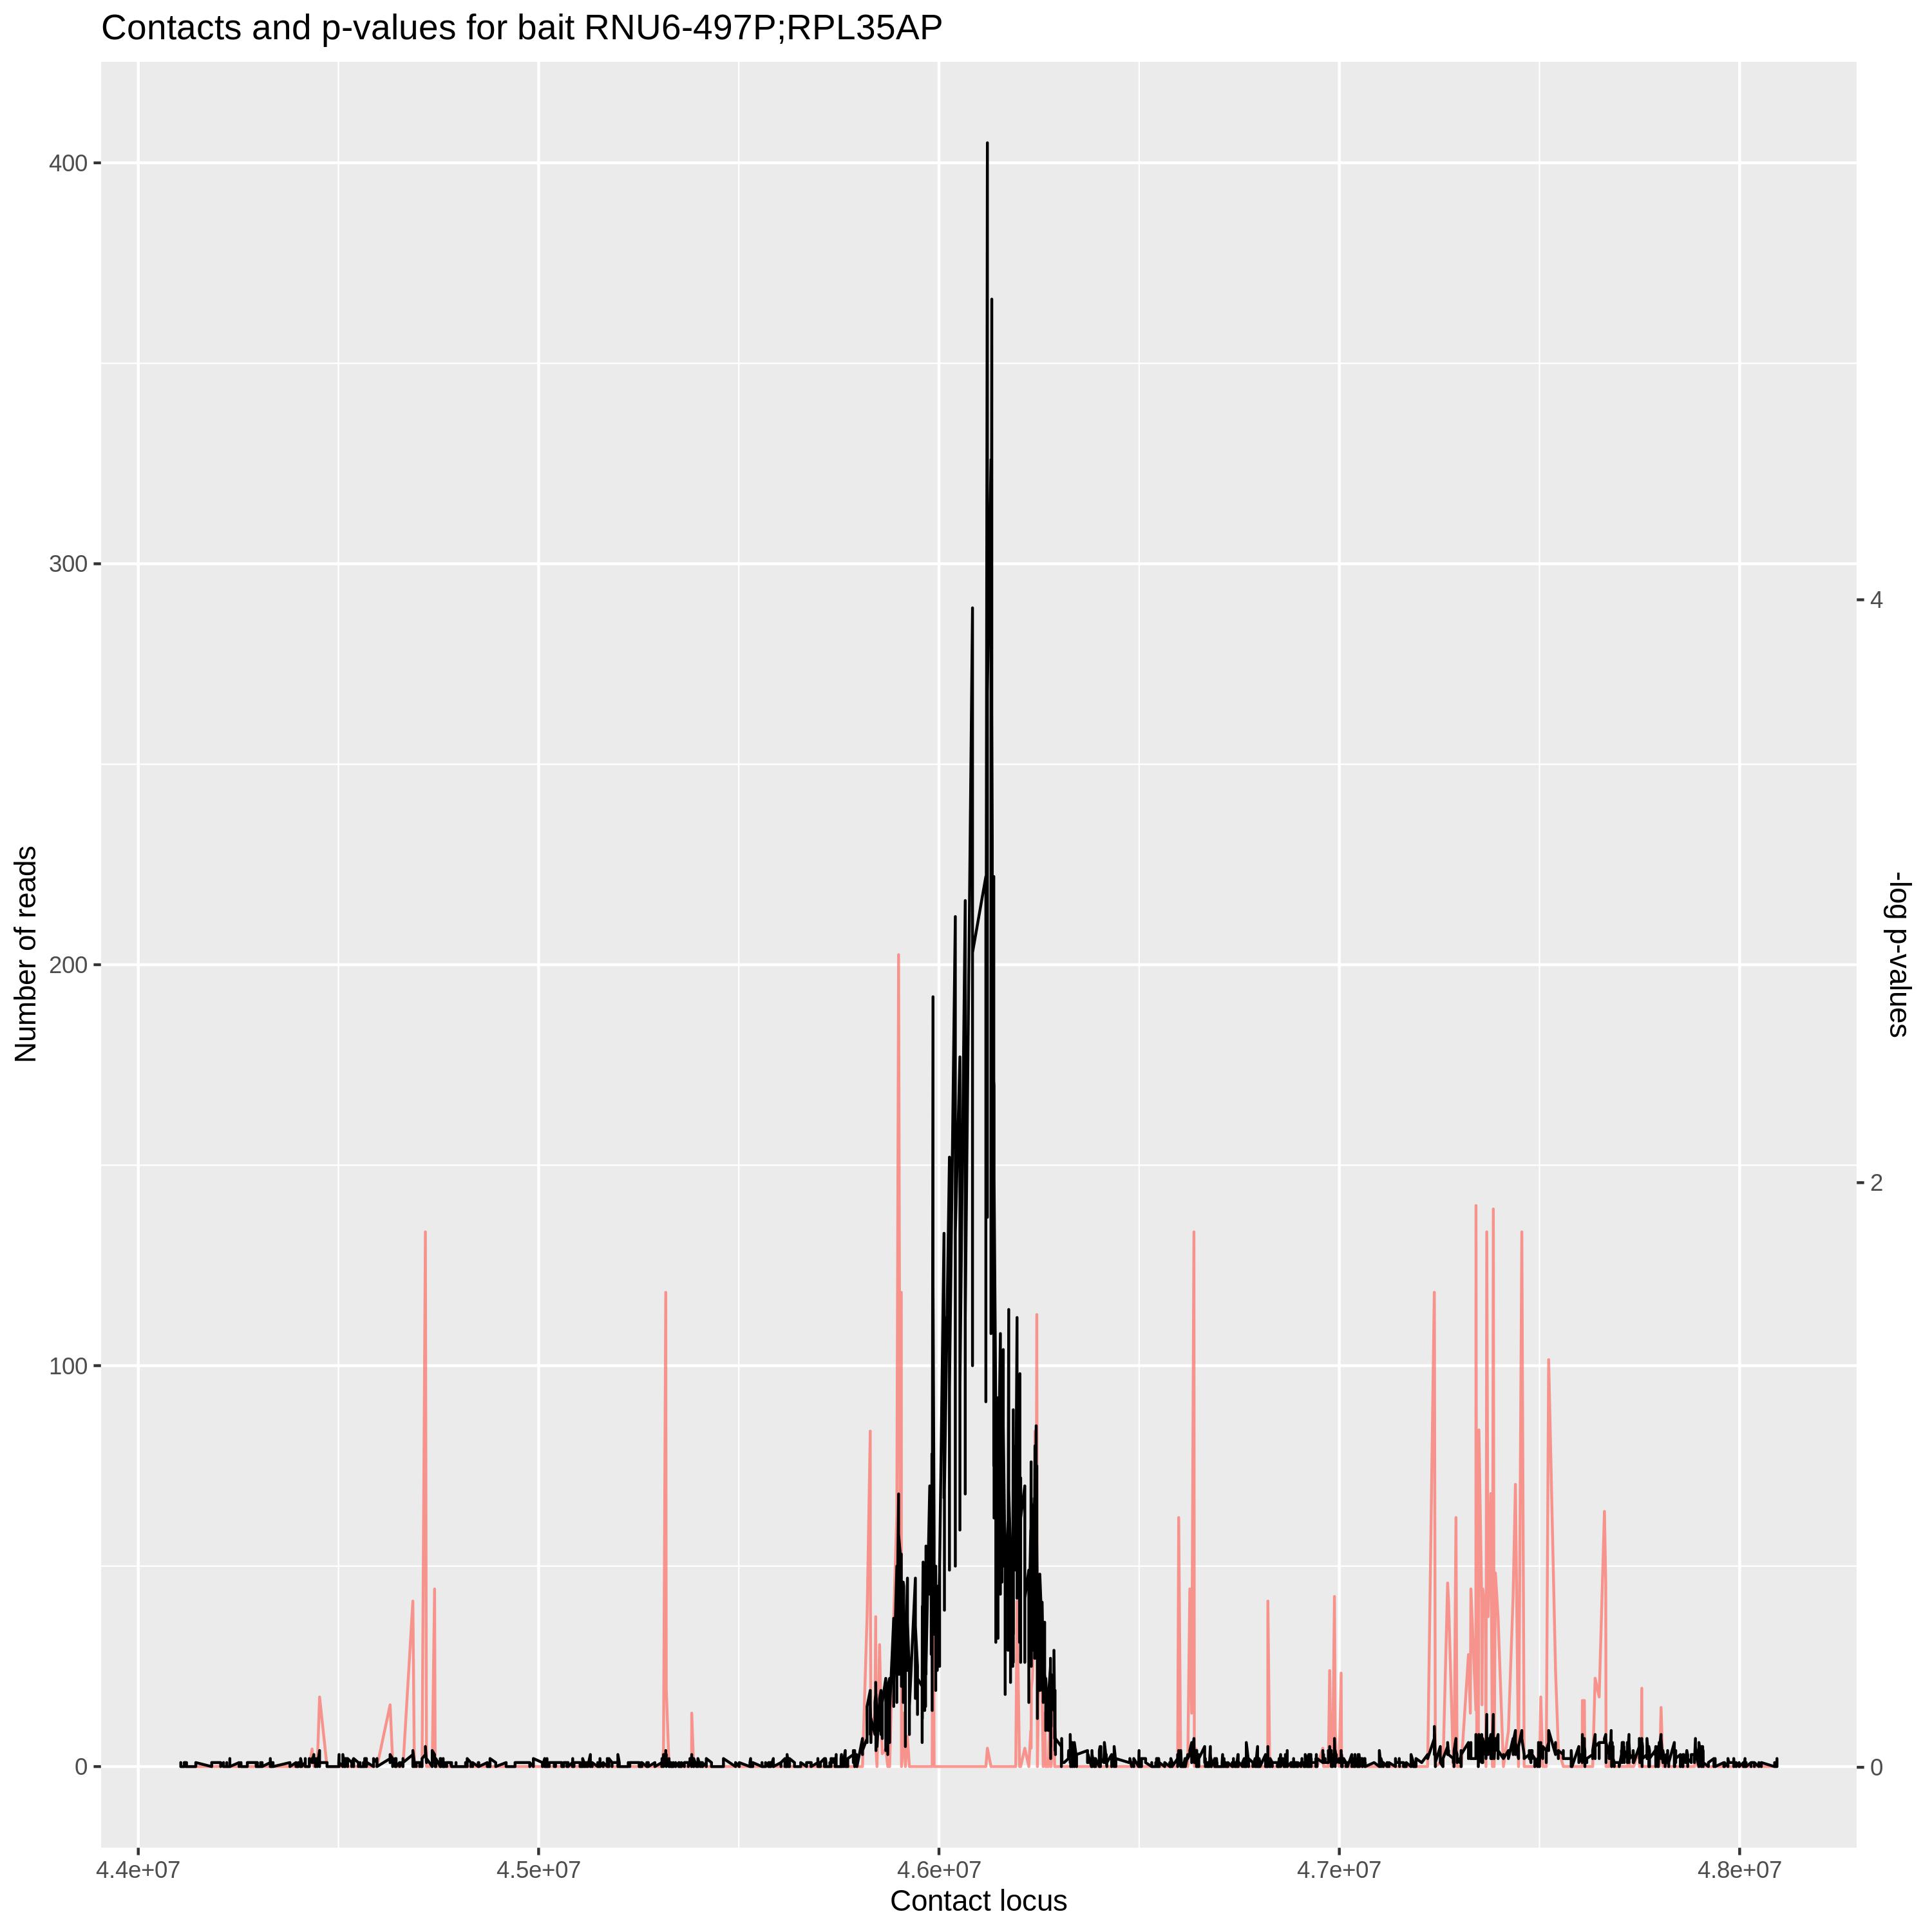 Contacts and p-values for bait RNU6-497P;RPL35AP
400
300
200
100
0
Number of reads
4
2
0
-log p-values
4.4e+07
4.5e+07
4.6e+07
4.7e+07
4.8e+07
Contact locus